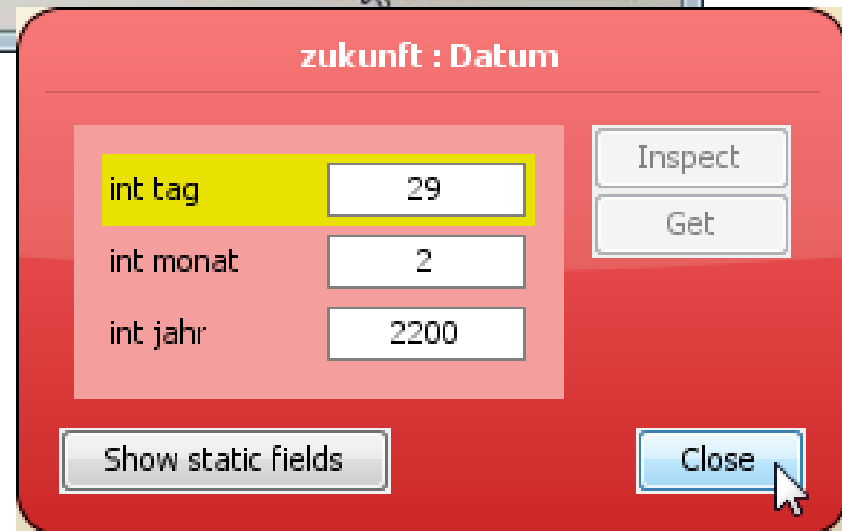 zukunft : Datum
int tag 29
int monat 2
int jahr 2200
Inspect
Get
Show static fields
Close